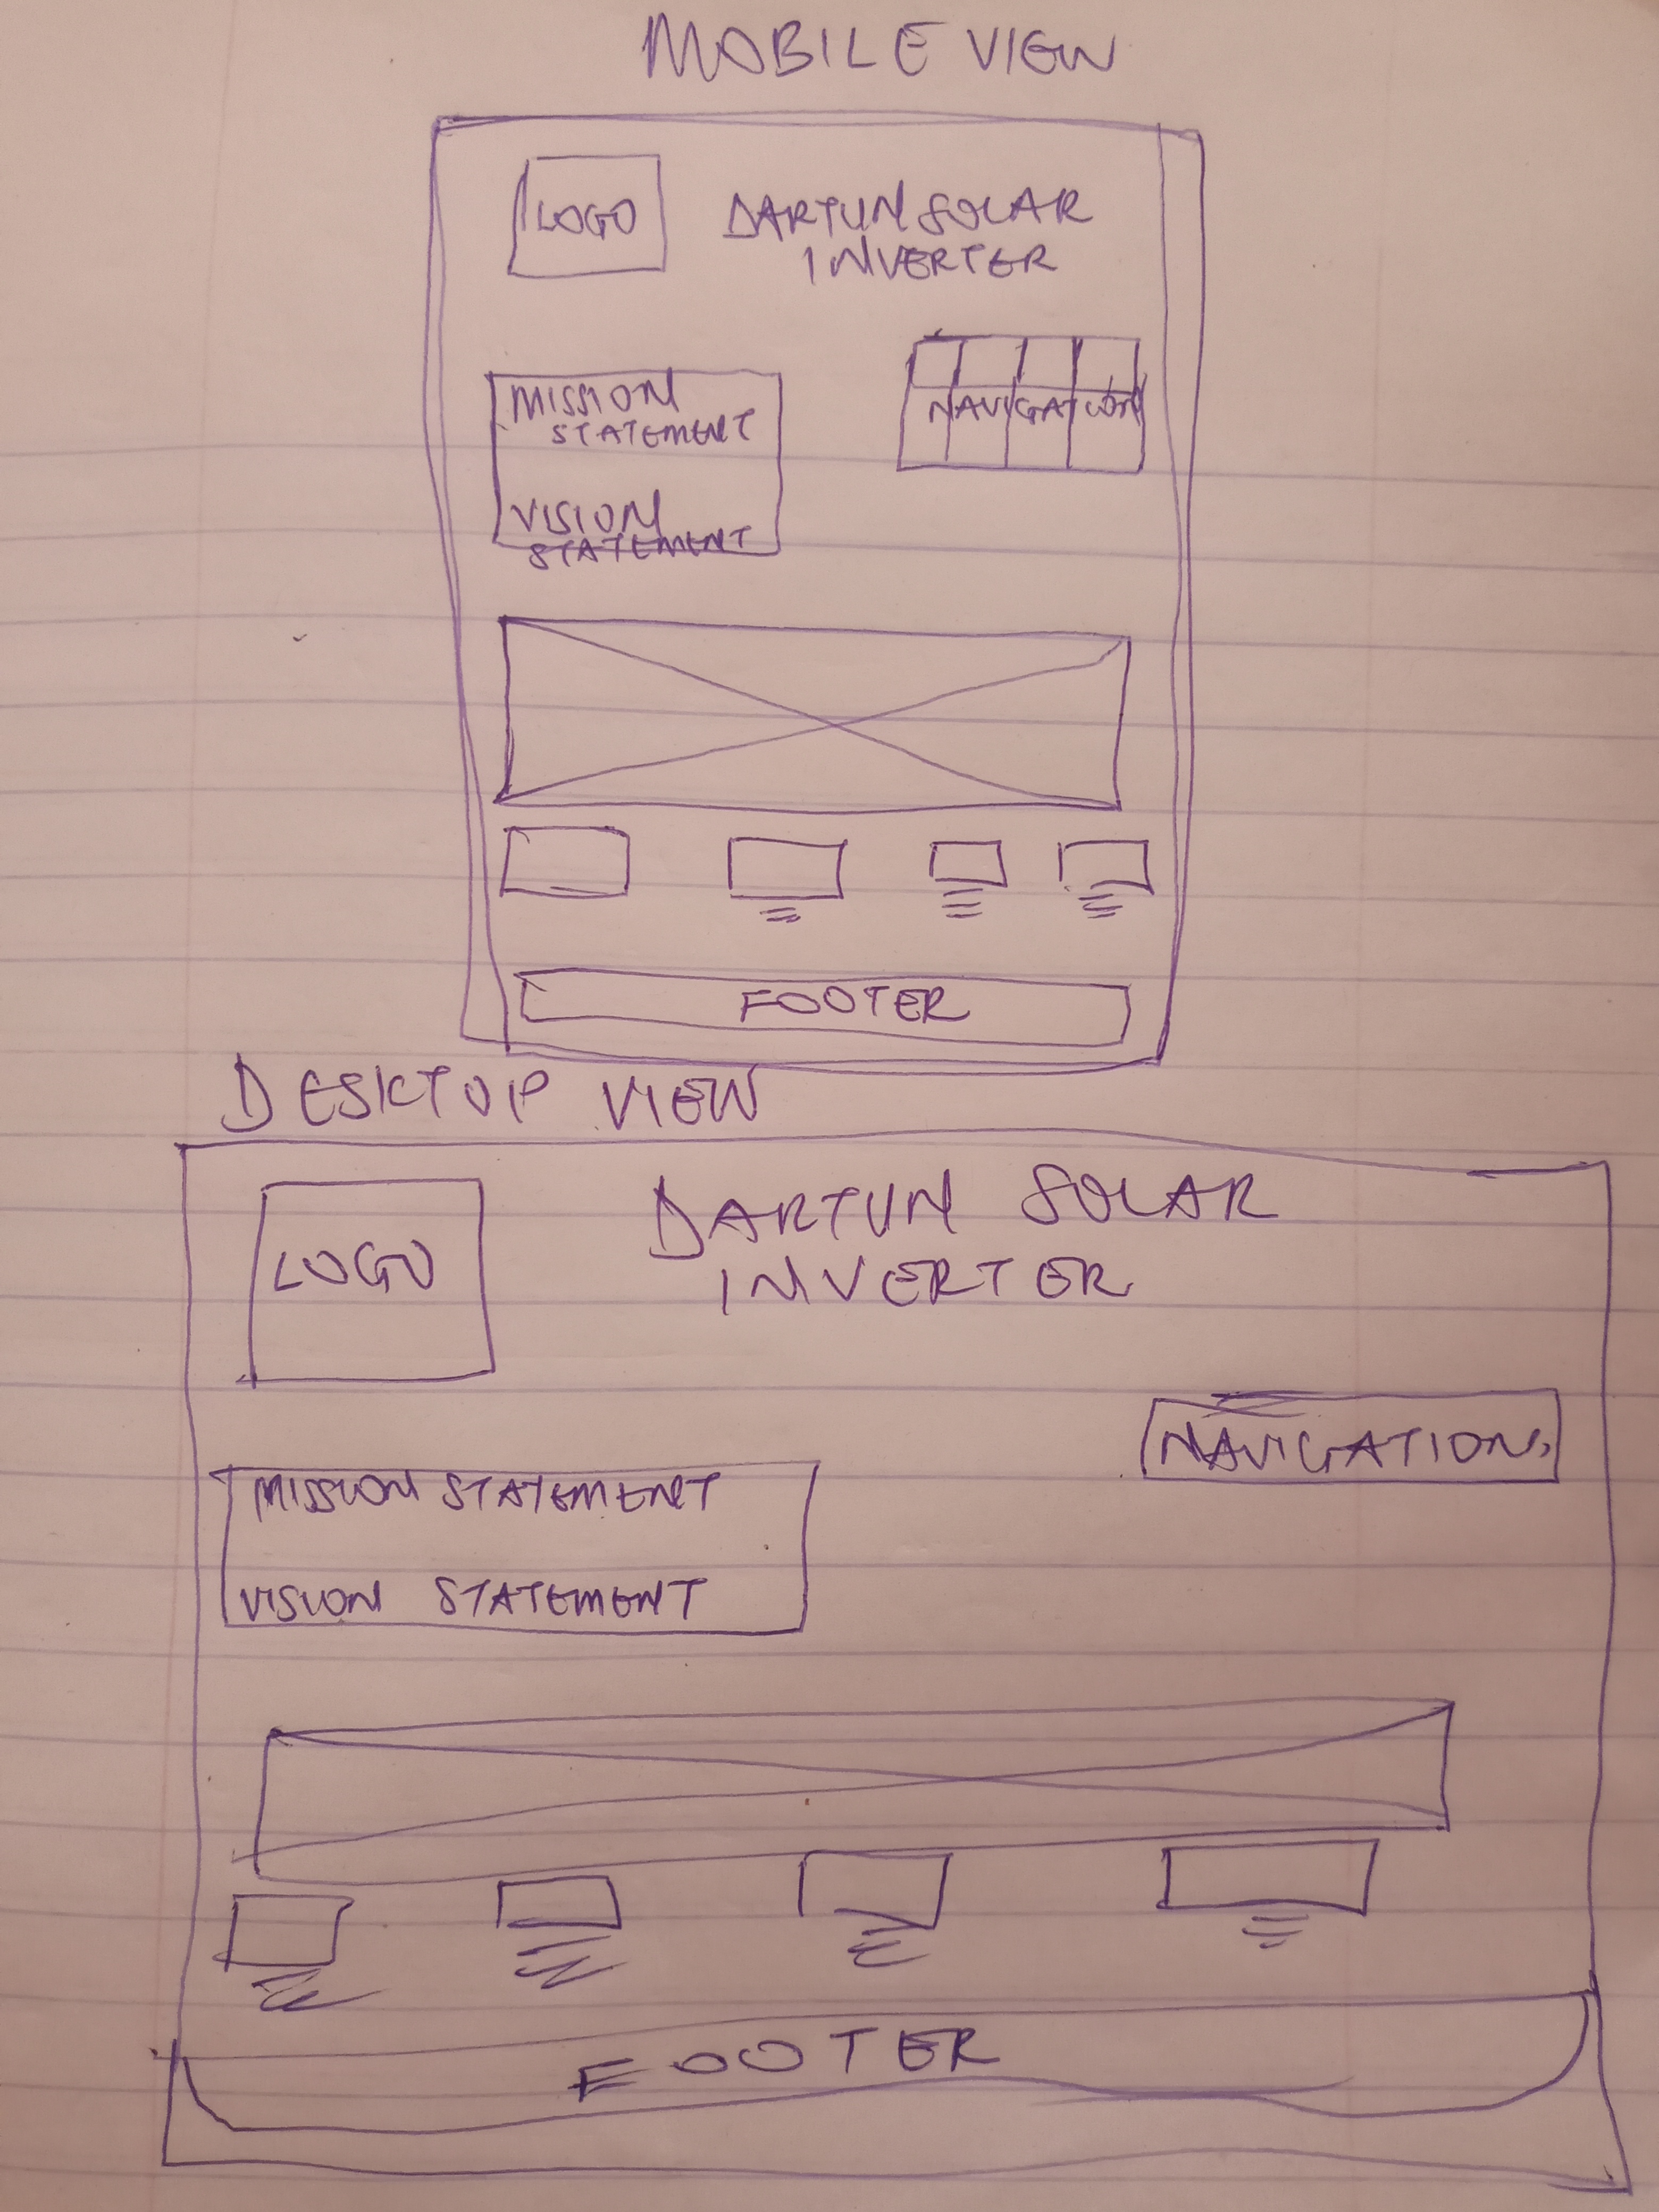 MOBILE VIEW
LOGO
DARTUN SOLAR
INVERTER
MISSION
STATEMENT
NAVIGATION
VISION
STATEMENT
FOOTER
DESKTOP VIEW
LOGO
DARTUN SOLAR
INVERTER
NAVIGATION
MISSION STATEMENT
VISION STATEMENT
FOOTER